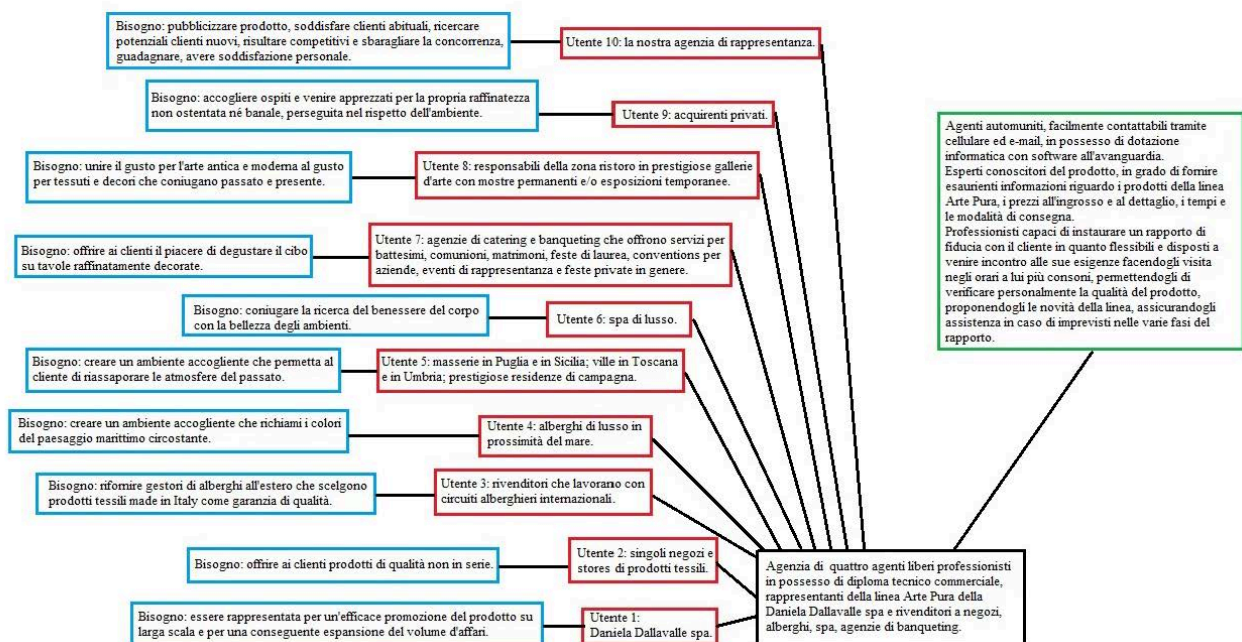 Bisogno: pubblicizzare prodotto, soddisfare clienti abituali, ricercare
potenziali clienti nuovi, risultare competitivi e sbaragliare la concorrenza,
guadagnare, avere soddisfazione personale.
Utente 10: la nostra agenzia di rappresentanza.
Bisogno: accogliere ospiti e venire apprezzati per la propria raffinatezza
non ostentata né banale, perseguita nel rispetto dell'ambiente.
Utente 9: acquirenti privati.
Bisogno: unire il gusto per l'arte antica e moderna al gusto
per tessuti e decori che coniugano passato e presente.
Utente 8: responsabili della zona ristoro in prestigiose gallerie
d'arte con mostre permanenti e/o esposizioni temporanee.
Bisogno: offrire ai clienti il piacere di degustare il cibo
su tavole raffinatamente decorate.
Utente 7: agenzie di catering e banqueting che offrono servizi per
battesimi, comunioni, matrimoni, feste di laurea, conventions per
aziende, eventi di rappresentanza e feste private in genere.
Bisogno: coniugare la ricerca del benessere del corpo
con la bellezza degli ambienti.
Utente 6: spa di lusso.
Bisogno: creare un ambiente accogliente che permetta al
cliente di riassaporare le atmosfere del passato.
Utente 5: masserie in Puglia e in Sicilia; ville in Toscana
e in Umbria; prestigiose residenze di campagna.
Bisogno: creare un ambiente accogliente che richiami i colori
del paesaggio marittimo circostante.
Utente 4: alberghi di lusso in
prossimità del mare.
Bisogno: rifornire gestori di alberghi all'estero che scelgono
prodotti tessili made in Italy come garanzia di qualità.
Utente 3: rivenditori che lavorano con
circuiti alberghieri internazionali.
Bisogno: offrire ai clienti prodotti di qualità non in serie.
Utente 2: singoli negozi e
stores di prodotti tessili.
Bisogno: essere rappresentata per un'efficace promozione del prodotto su
larga scala e per una conseguente espansione del volume d'affari.
Utente 1:
Daniela Dallavalle spa.
Agenti automuniti, facilmente contattabili tramite
cellulare ed e-mail, in possesso di dotazione
informatica con software all'avanguardia.
Esperti conoscitori del prodotto, in grado di fornire
esaurienti informazioni riguardo i prodotti della linea
Arte Pura, i prezzi all'ingrosso e al dettaglio, i tempi e
le modalità di consegna.
Professionisti capaci di instaurare un rapporto di
fiducia con il cliente in quanto flessibili e disposti a
venire incontro alle sue esigenze facendogli visita
negli orari a lui più consoni, permettendogli di
verificare personalmente la qualità del prodotto,
proponendogli le novità della linea, assicurandogli
assistenza in caso di imprevisti nelle varie fasi del
rapporto.
Agenzia di quattro agenti liberi professionisti
in possesso di diploma tecnico commerciale,
rappresentanti della linea Arte Pura della
Daniela Dallavalle spa e rivenditori a negozi,
alberghi, spa, agenzie di banqueting.